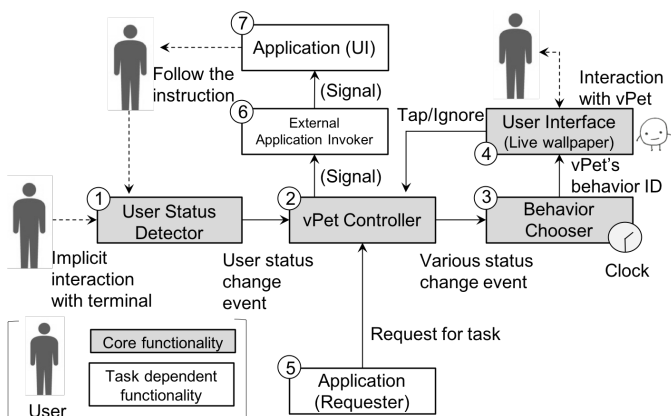 7
Application (UI)
Follow the
instruction
(Signal)
Interaction
with vPet
6
External
Application Invoker
Tap/Ignore
User Interface
(Live wallpaper)
4
(Signal)
vPet's
behavior ID
1
User Status
Detector
2
vPet Controller
3
Behavior
Chooser
Implicit
interaction
with terminal
User status
change
event
Various status
change event
Clock
Request for task
Core functionality
Task dependent
functionality
User
5
Application
(Requester)